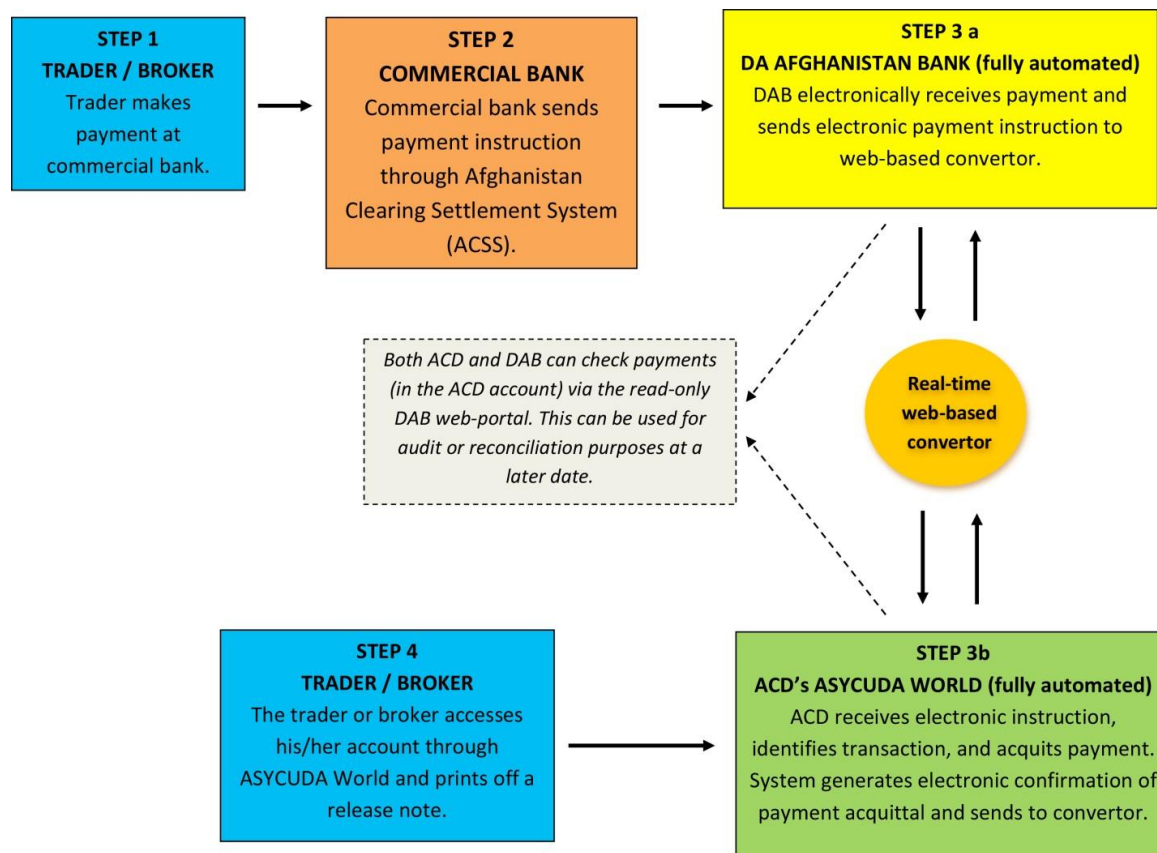 STEP 1
TRADER / BROKER
Trader makes
payment at
commercial bank.
STEP 2
COMMERCIAL BANK
Commercial bank sends
payment instruction
through Afghanistan
Clearing Settlement System
(ACSS).
STEP 3 a
DA AFGHANISTAN BANK (fully automated)
DAB electronically receives payment and
sends electronic payment instruction to
web-based convertor.
Both ACD and DAB can check payments
(in the ACD account) via the read-only
DAB web-portal. This can be used for
audit or reconciliation purposes at a
later date.
Real-time
web-based
convertor
STEP 4
TRADER / BROKER
The trader or broker accesses
his/her account through
ASYCUDA World and prints off a
release note.
STEP 3b
ACD's ASYCUDA WORLD (fully automated)
ACD receives electronic instruction,
identifies transaction, and acquits payment.
System generates electronic confirmation of
payment acquittal and sends to convertor.